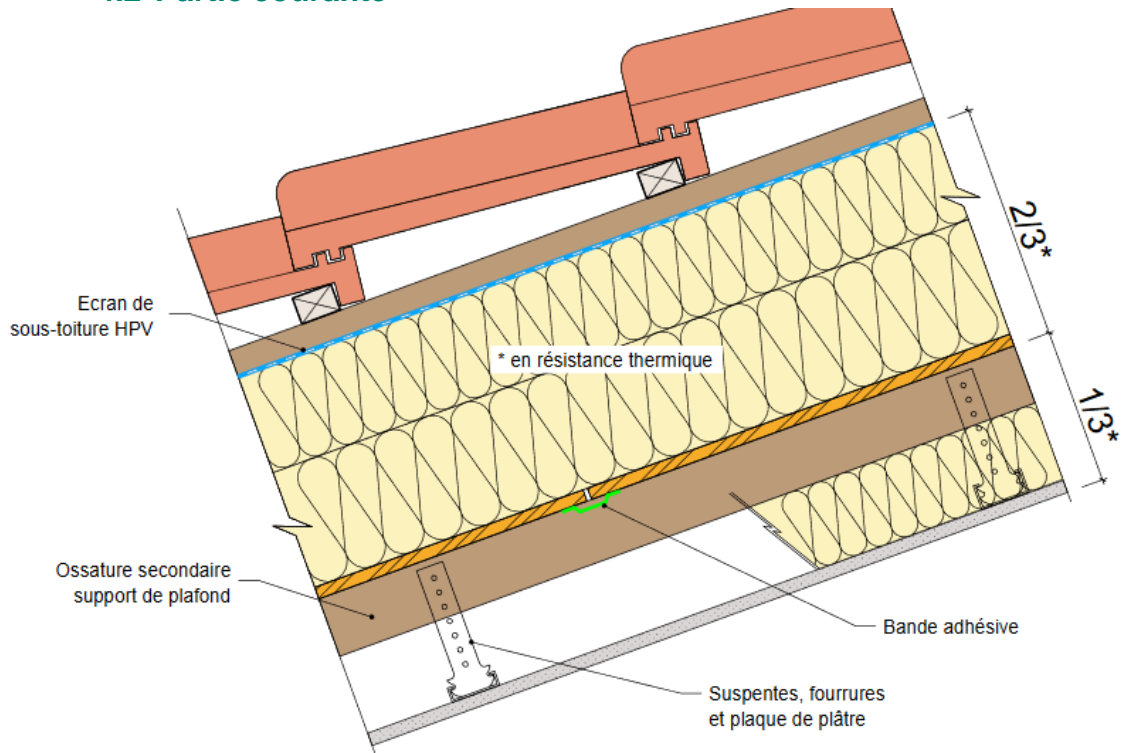 Ecran de
sous-toiture HPV
* en résistance thermique
2/3*
1/3*
Ossature secondaire
support de plafond
Bande adhésive
Suspentes, fourrures
et plaque de plâtre